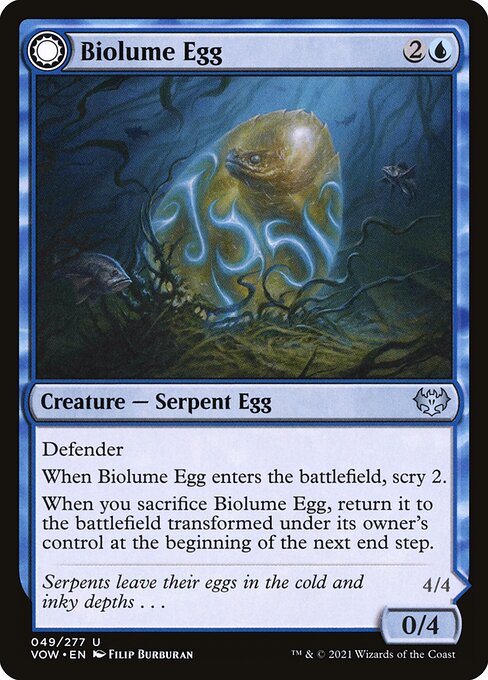 Biolume Egg 2
Creature — Serpent Egg
Defender
When Biolume Egg enters the battlefield, scry 2.
When you sacrifice Biolume Egg, return it to
the battlefield transformed under its owner's
control at the beginning of the next end step.
Serpents leave their eggs in the cold and
inky depths . . .
4/4
0/4
049/277 U
VOW • EN Filip Burburan
™ & © 2021 Wizards of the Coast